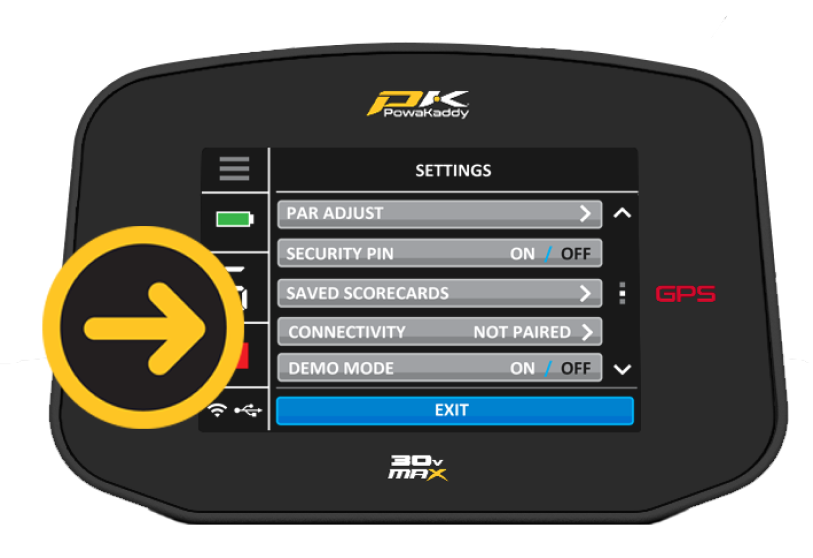 PowaKaddy
SETTINGS
PAR ADJUST
SECURITY PIN ON / OFF
SAVED SCORECARDS
GPS
CONNECTIVITY NOT PAIRED
DEMO MODE ON / OFF
EXIT
30V
MAX